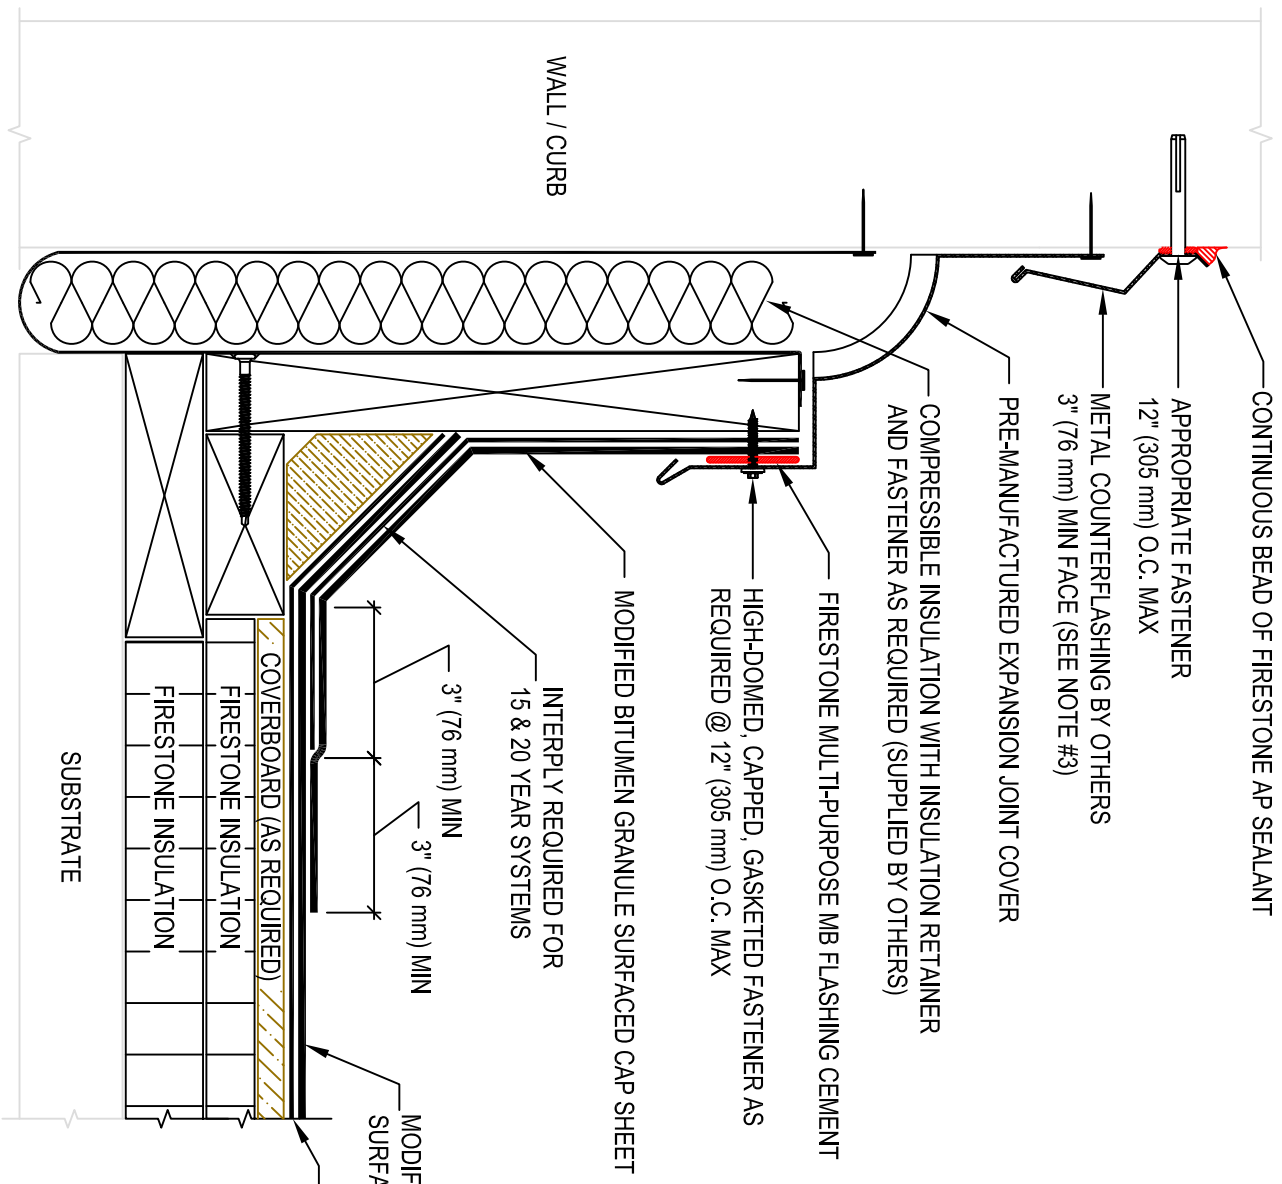 CONTINUOUS BEAD OF FIRESTONE AP SEALANT
APPROPRIATE FASTENER
12" (305 mm) O.C. MAX
METAL COUNTERFLASHING BY OTHERS
3" (76 mm) MIN FACE (SEE NOTE #3)
PRE-MANUFACTURED EXPANSION JOINT COVER
COMPRESSIBLE INSULATION WITH INSULATION RETAINER
AND FASTENER AS REQUIRED (SUPPLIED BY OTHERS)
FIRESTONE MULTI-PURPOSE MB FLASHING CEMENT
HIGH-DOMED, CAPPED, GASKETED FASTENER AS
REQUIRED @ 12" (305 mm) O.C. MAX
MODIFIED BITUMEN GRANULE SURFACED CAP SHEET
INTERPLY REQUIRED FOR
15 & 20 YEAR SYSTEMS
3" (76 mm) MIN
3" (76 mm) MIN
MODIF
SURFA
WALL / CURB
COVERBOARD (AS REQUIRED)
FIRESTONE INSULATION
FIRESTONE INSULATION
SUBSTRATE